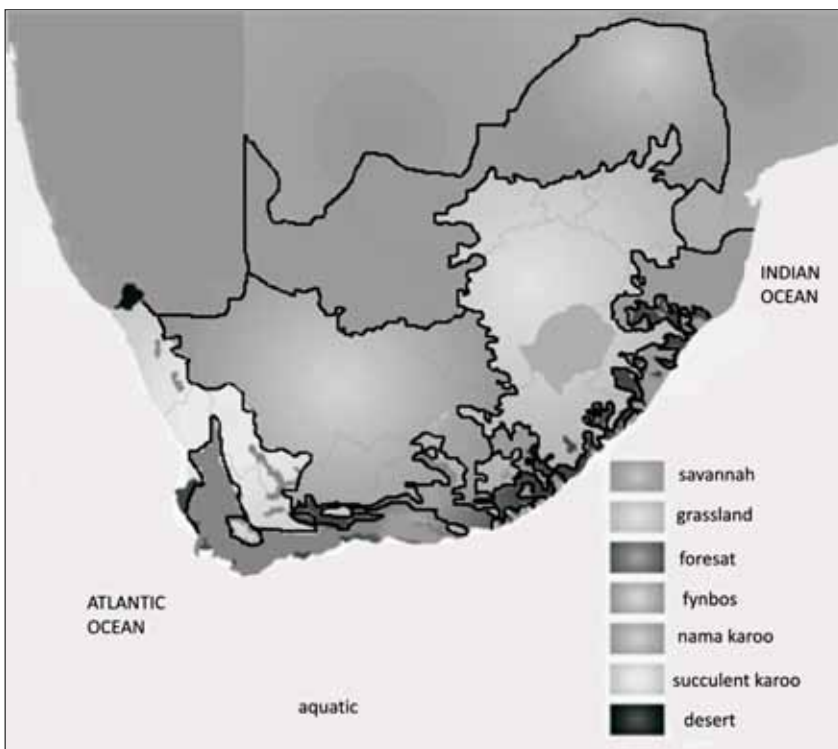 INDIAN
OCEAN
savannah
grassland
foresat
fynbos
nama karoo
succulent karoo
desert
ATLANTIC
OCEAN
aquatic